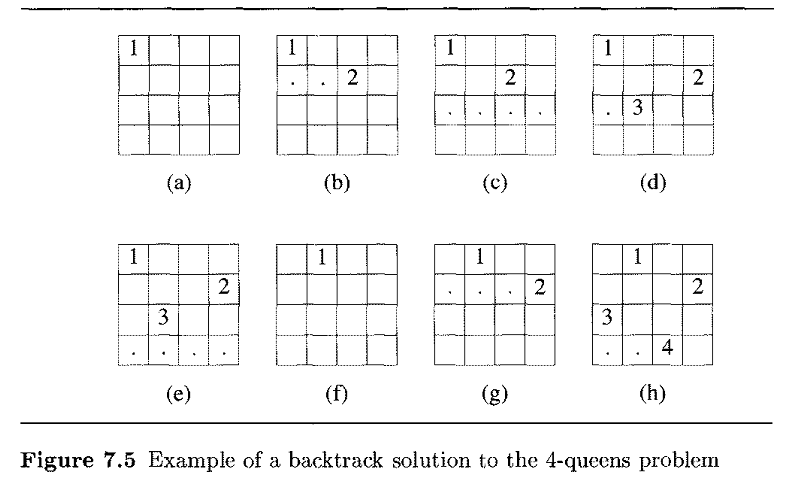 1 1 1 1
. . 2 2 2
. . . . . 3
(a) (b) (c) (d)
1 1 1 1
2 . . . 2 2
3 3
. . . . . . 4
(e) (f) (g) (h)
Figure 7.5 Example of a backtrack solution to the 4-queens problem